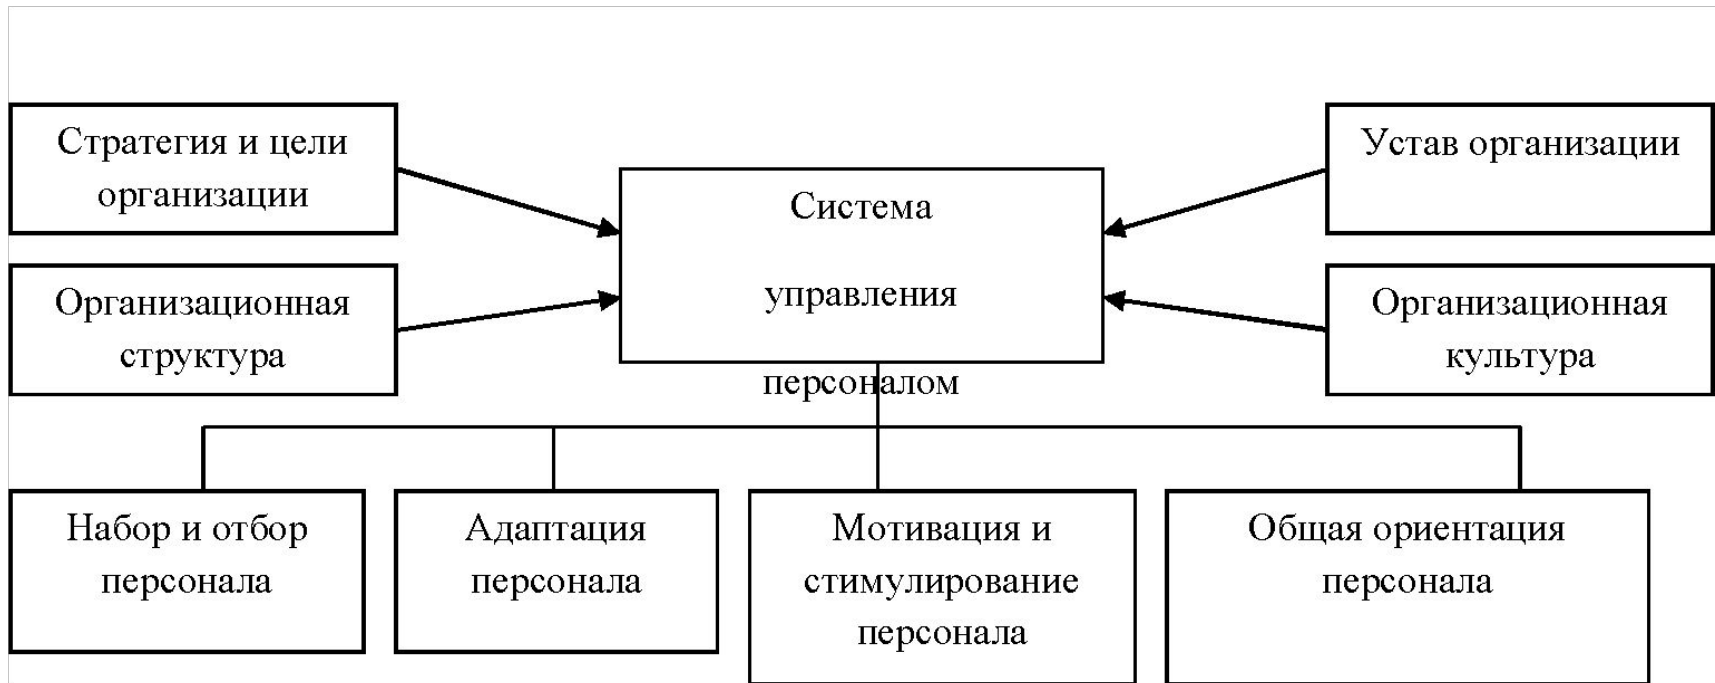 Стратегия и цели
организации
Организационная
структура
Система
управления
персоналом
Устав организации
Организационная
культура
Набор и отбор
персонала
Адаптация
персонала
Мотивация и
стимулирование
персонала
Общая ориентация
персонала